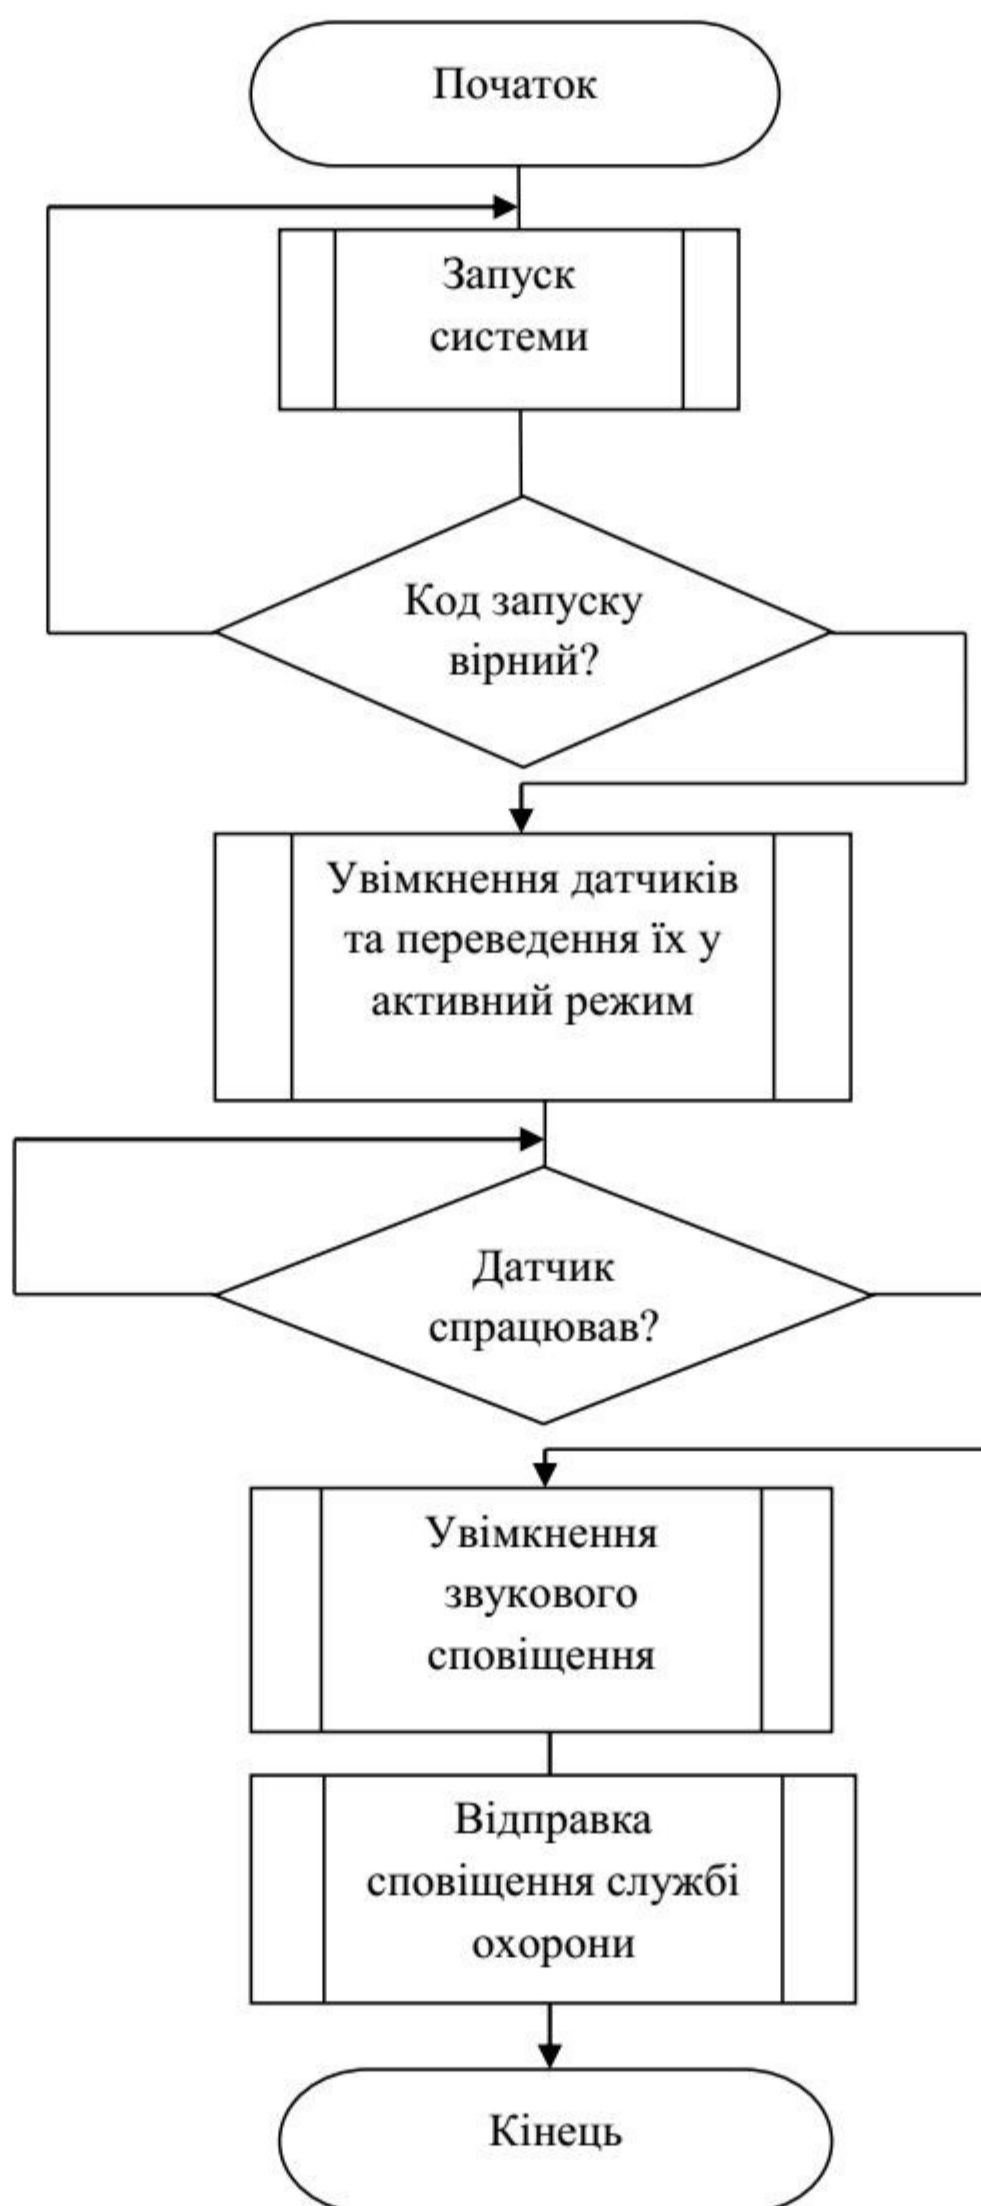 Початок
Запуск
системи
Код запуску
вірний?
Увімкнення датчиків
та переведення їх у
активний режим
Датчик
спрацював?
Увімкнення
звукового
сповіщення
Відправка
сповіщення службі
охорони
Кінець